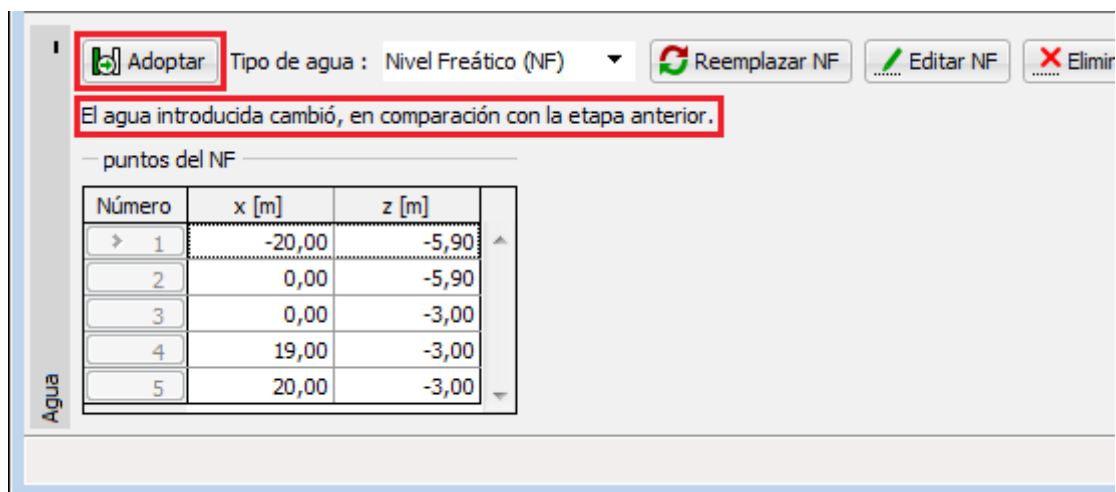 Adoptar Tipo de agua : Nivel Freático (NF) Reemplazar NF Editar NF Elimin
El agua introducida cambió, en comparación con la etapa anterior.
puntos del NF
Número x [m] z [m]
1 -20,00 -5,90
2 0,00 -5,90
3 0,00 -3,00
4 19,00 -3,00
5 20,00 -3,00
Agua